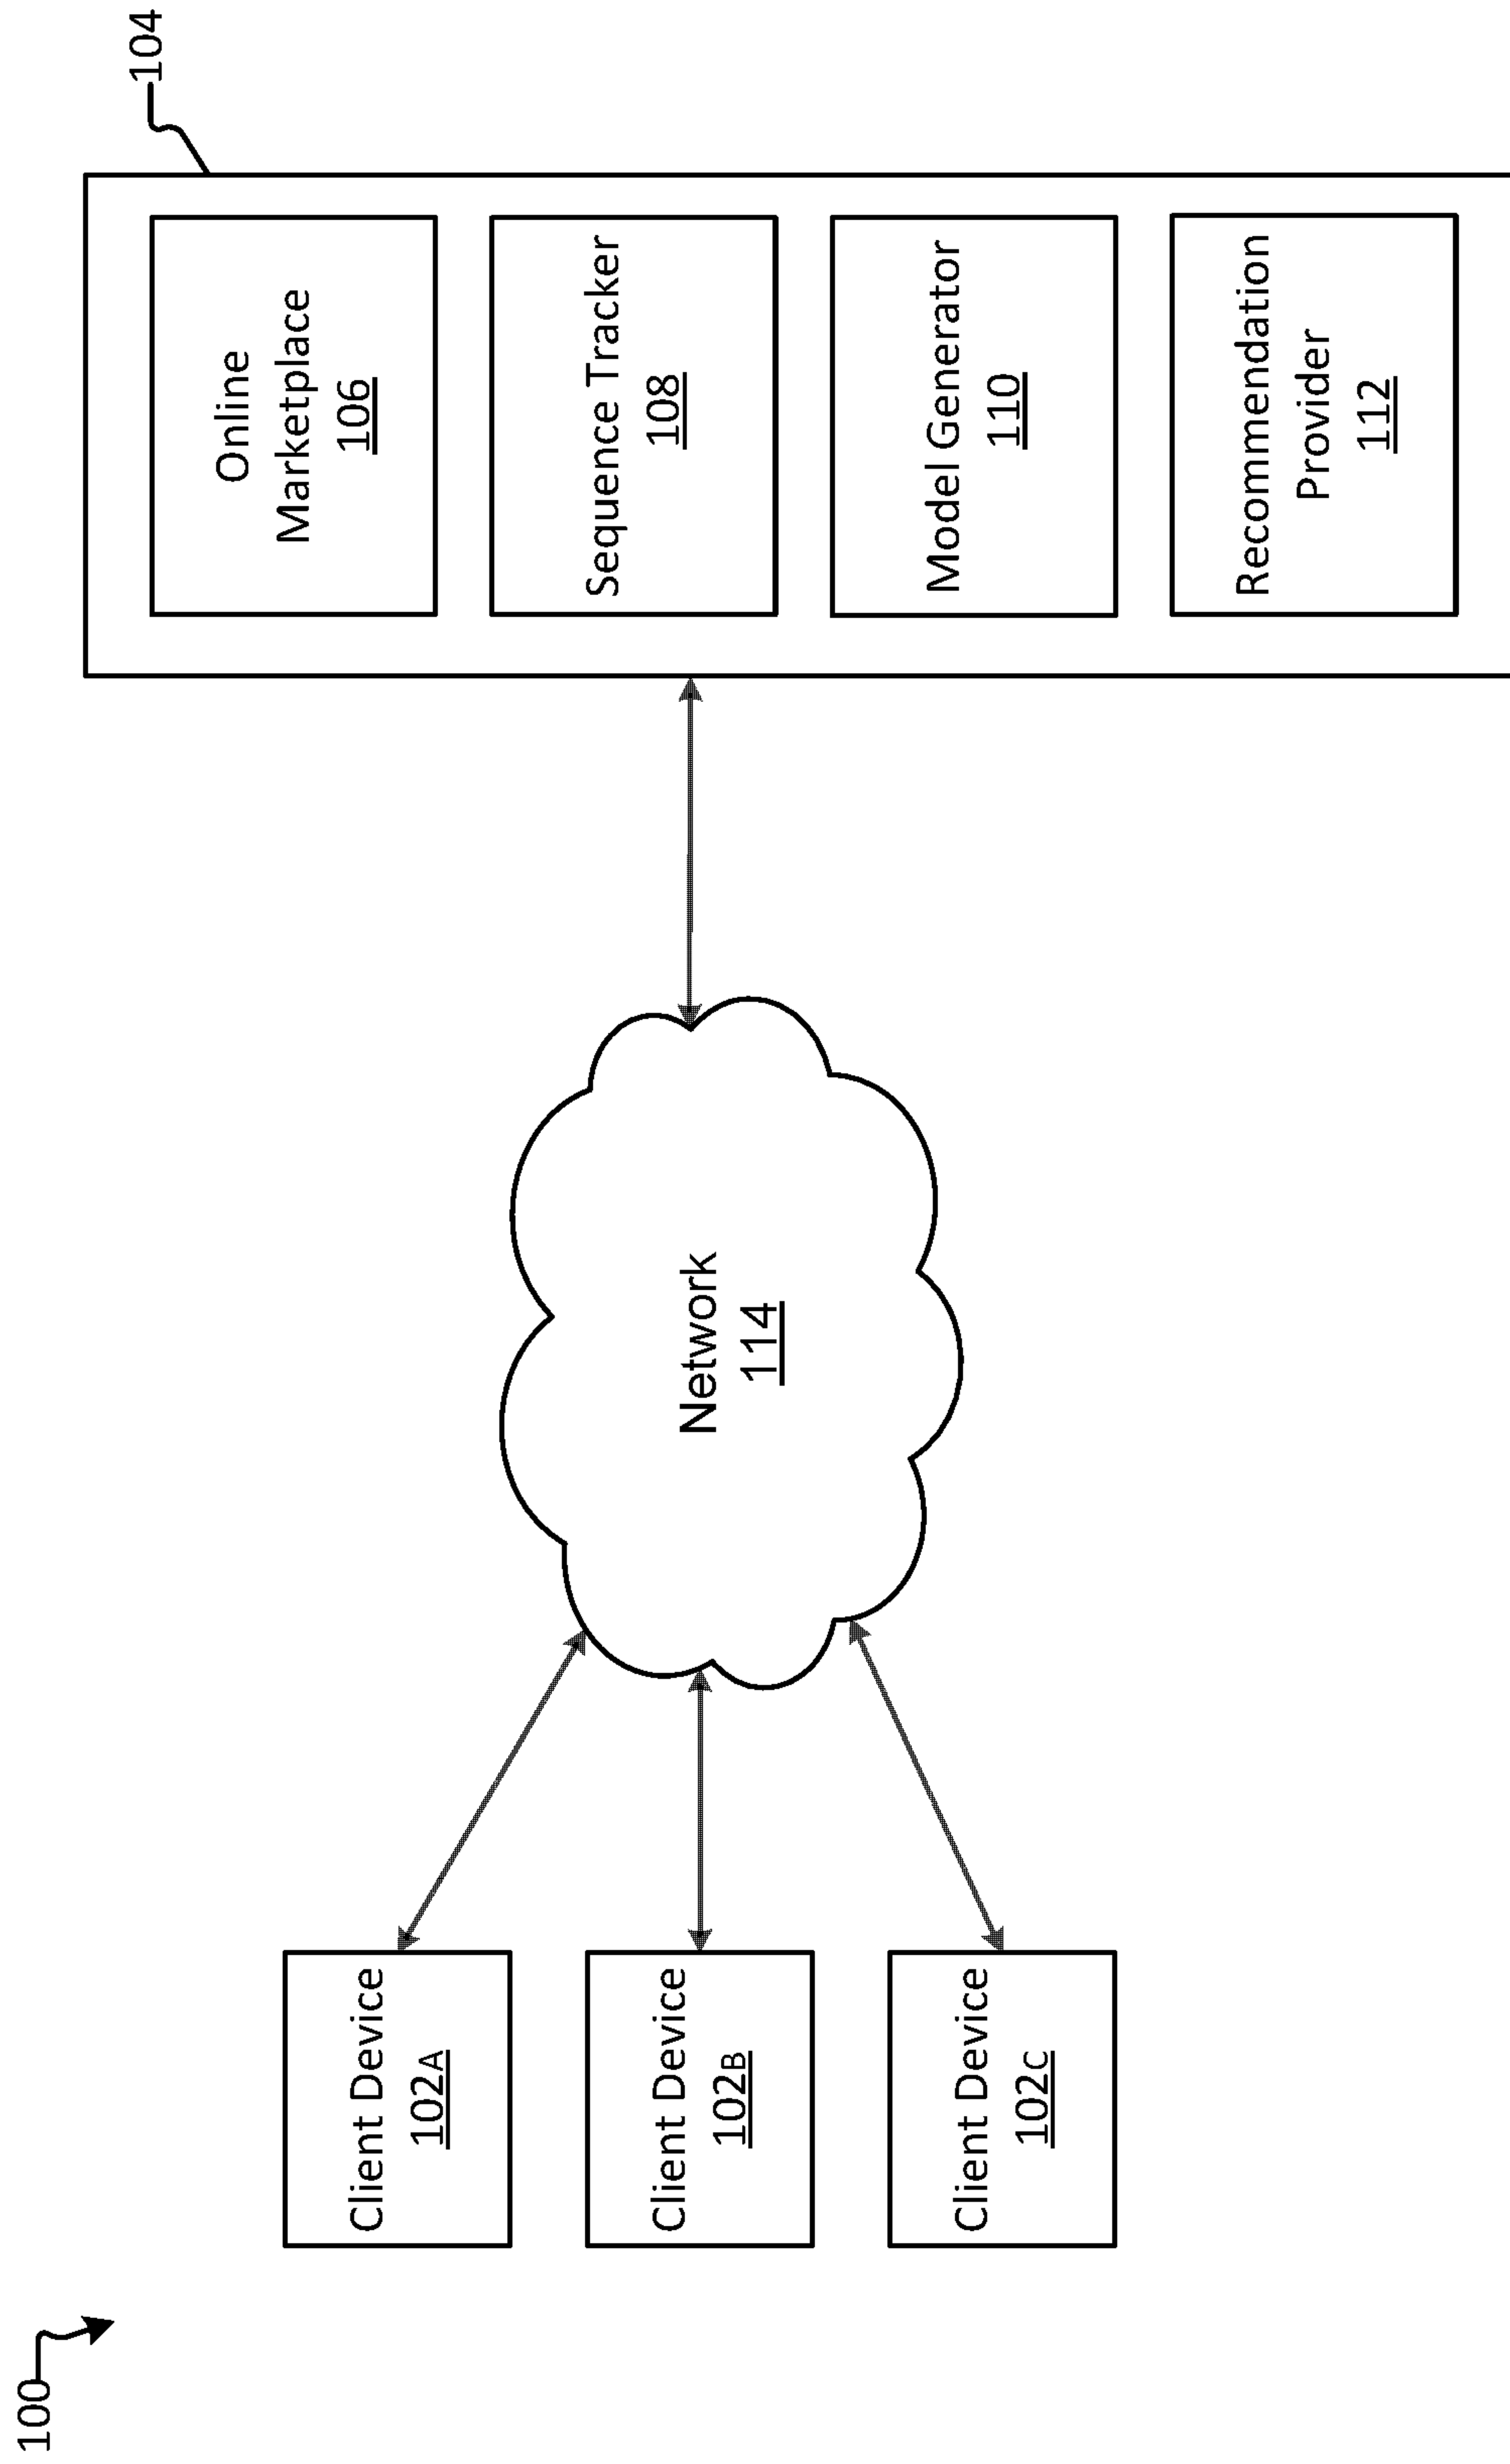 100
104
Client Device
102A
Client Device
102B
Client Device
102C
Network
114
Online
Marketplace
106
Sequence Tracker
108
Model Generator
110
Recommendation
Provider
112